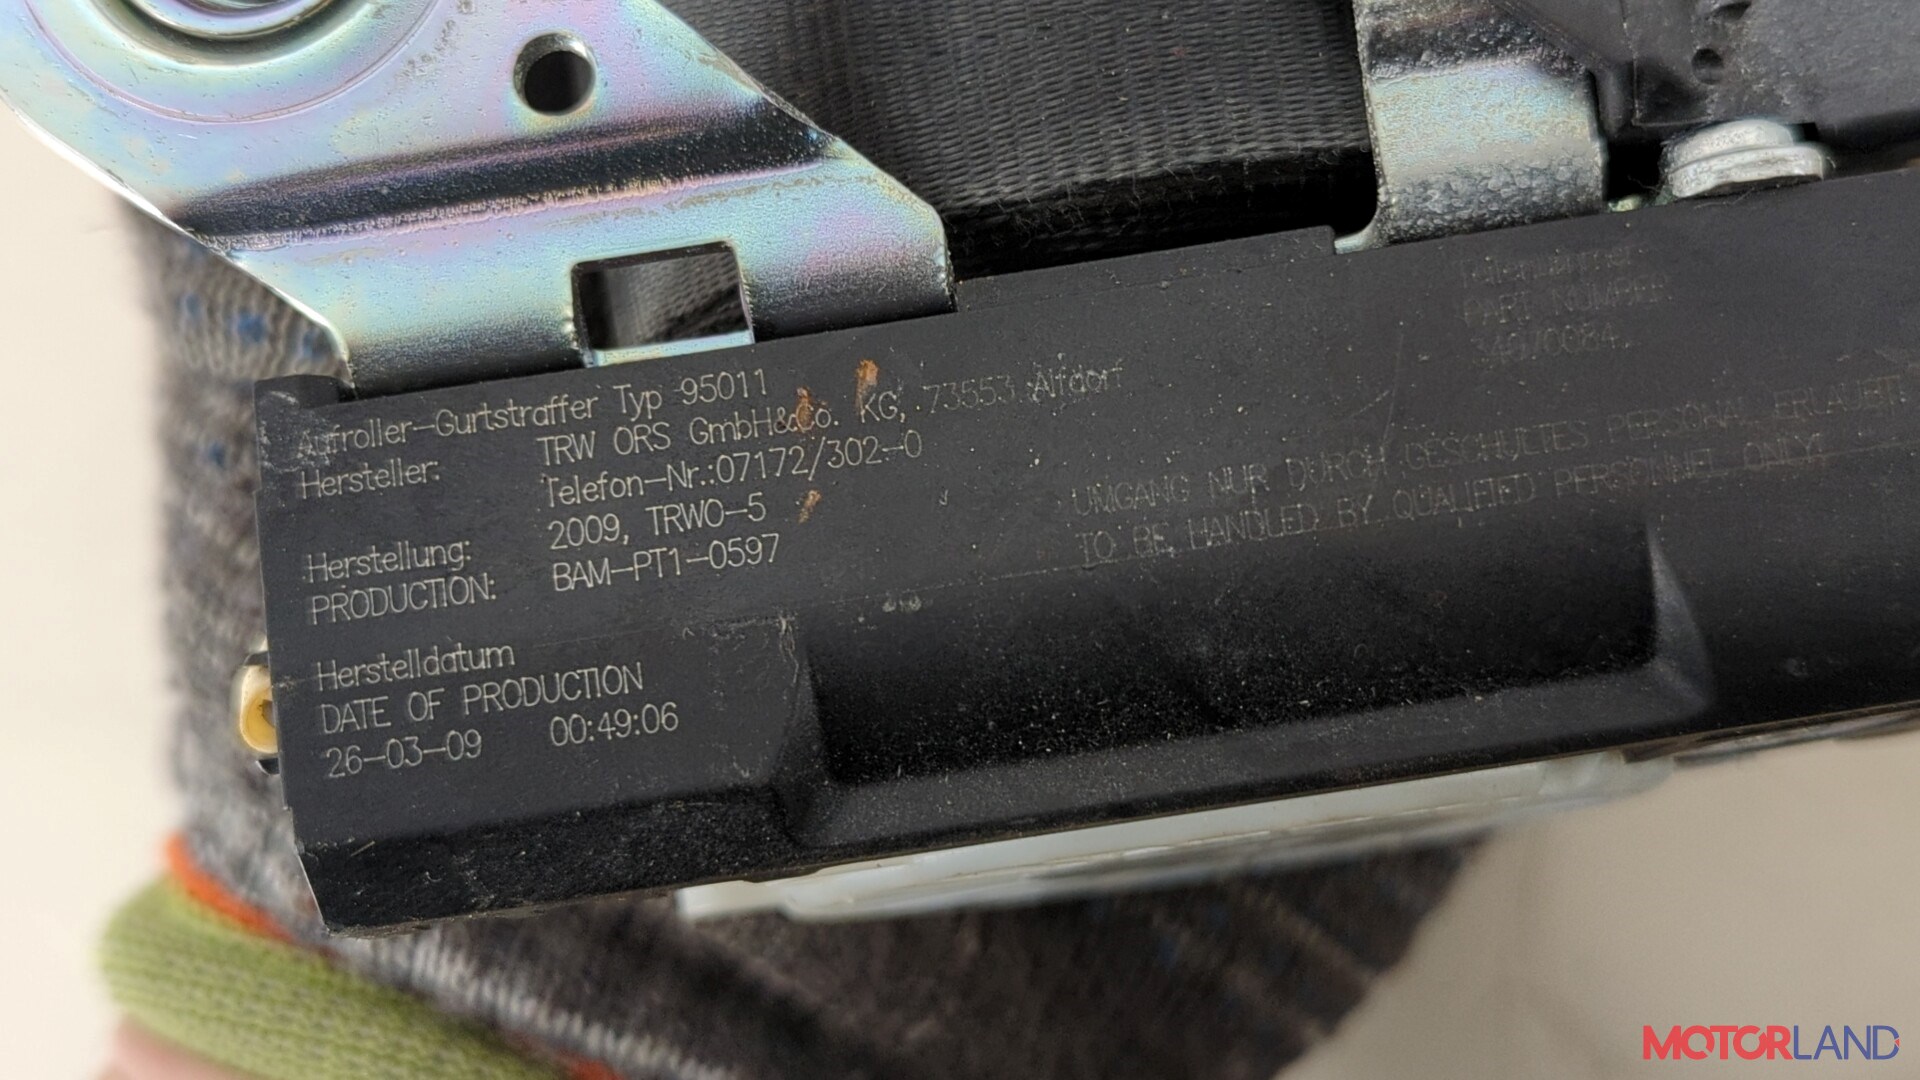 Aufroller-Gurtstraffer Typ 95011
Hersteller: TRW ORS GmbH&Co. KG, 73553 Alfdorf
Telefon-Nr.:07172/302-0
Herstellung: 2009, TRWO-5
PRODUCTION: BAM-PT1-0597
Herstelldatum
DATE OF PRODUCTION
26-03-09 00:49:06
PART NUMBER
UMGANG NUR DURCH GESCHULTES PERSONAL ERLAUBT!
TO BE HANDLED BY QUALIFIED PERSONNEL ONLY!
MOTORLAND